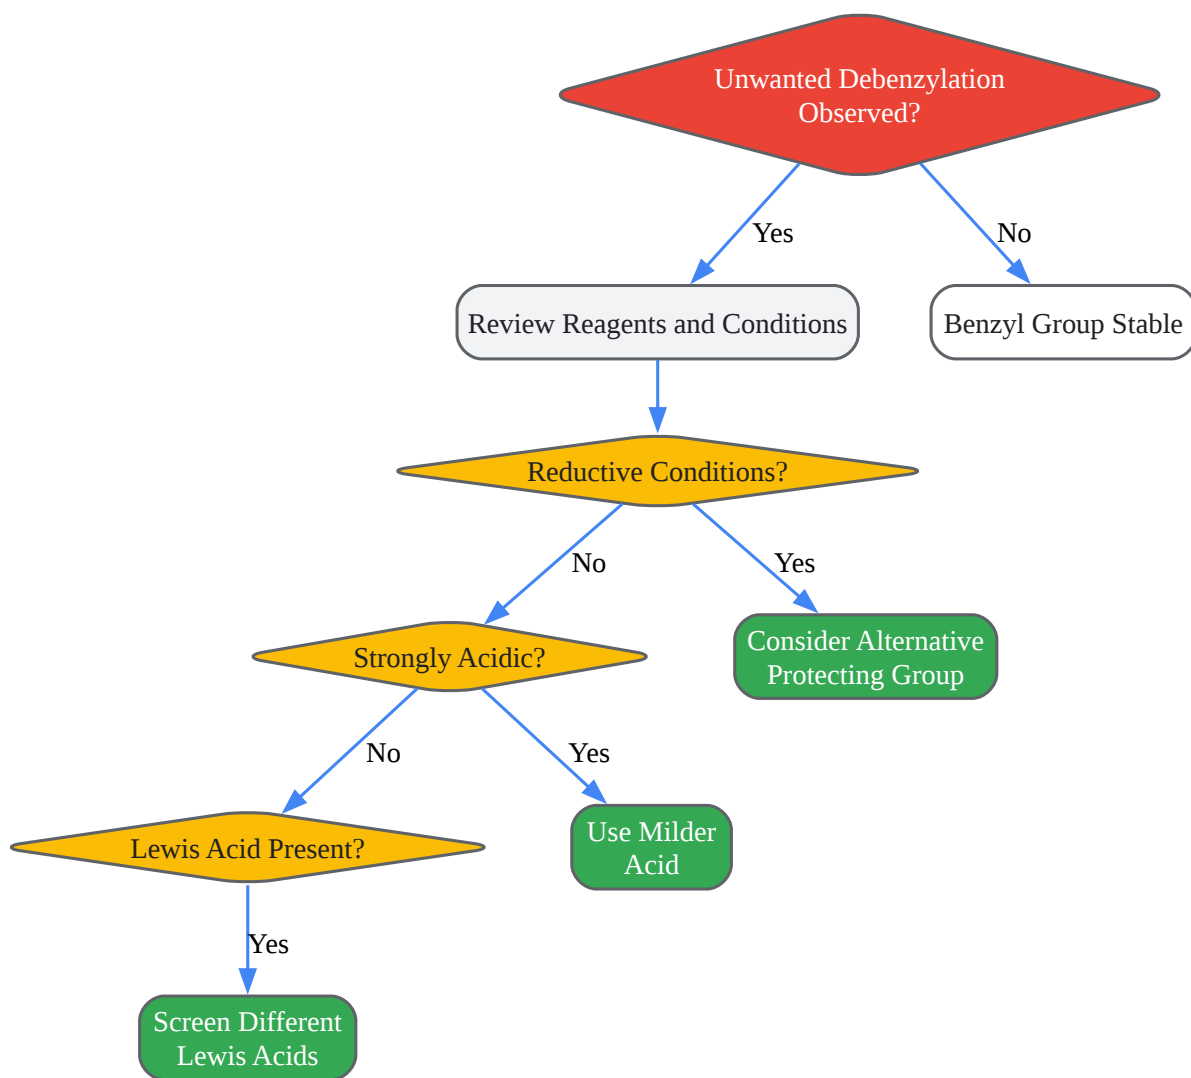 Unwanted Debenzylation
Observed?
Yes
No
Review Reagents and Conditions
Benzyl Group Stable
Reductive Conditions?
No
Yes
Strongly Acidic?
Consider Alternative
Protecting Group
No
Yes
Lewis Acid Present?
Use Milder
Acid
Yes
Screen Different
Lewis Acids